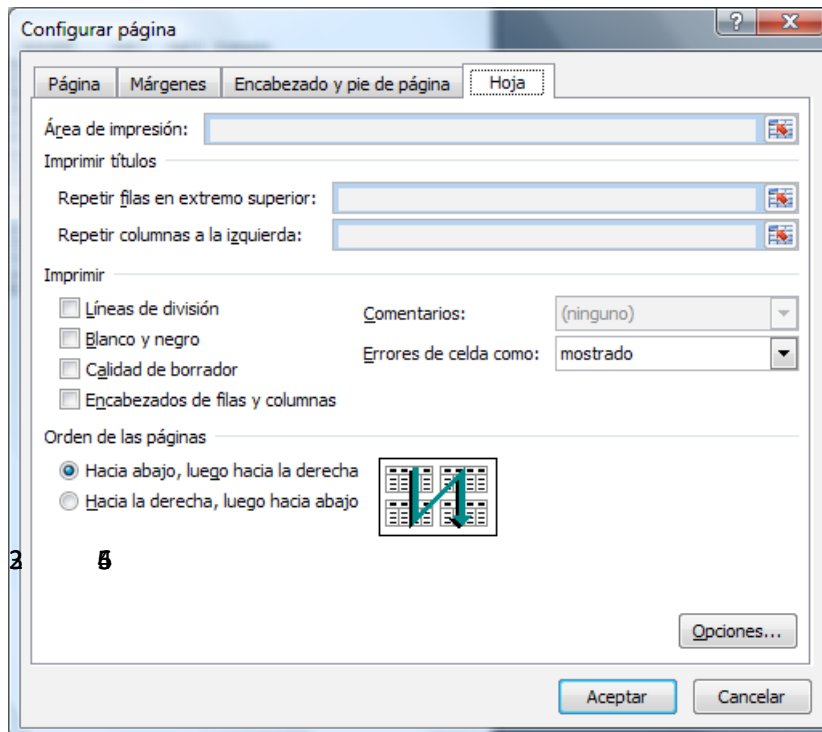 Configurar página
Página Márgenes Encabezado y pie de página Hoja
Área de impresión:
Imprimir títulos
Repetir filas en extremo superior:
Repetir columnas a la izquierda:
Imprimir
Líneas de división
Blanco y negro
Calidad de borrador
Encabezados de filas y columnas
Comentarios: (ninguno)
Errores de celda como: mostrado
Orden de las páginas
Hacia abajo, luego hacia la derecha
Hacia la derecha, luego hacia abajo
Opciones...
Aceptar Cancelar